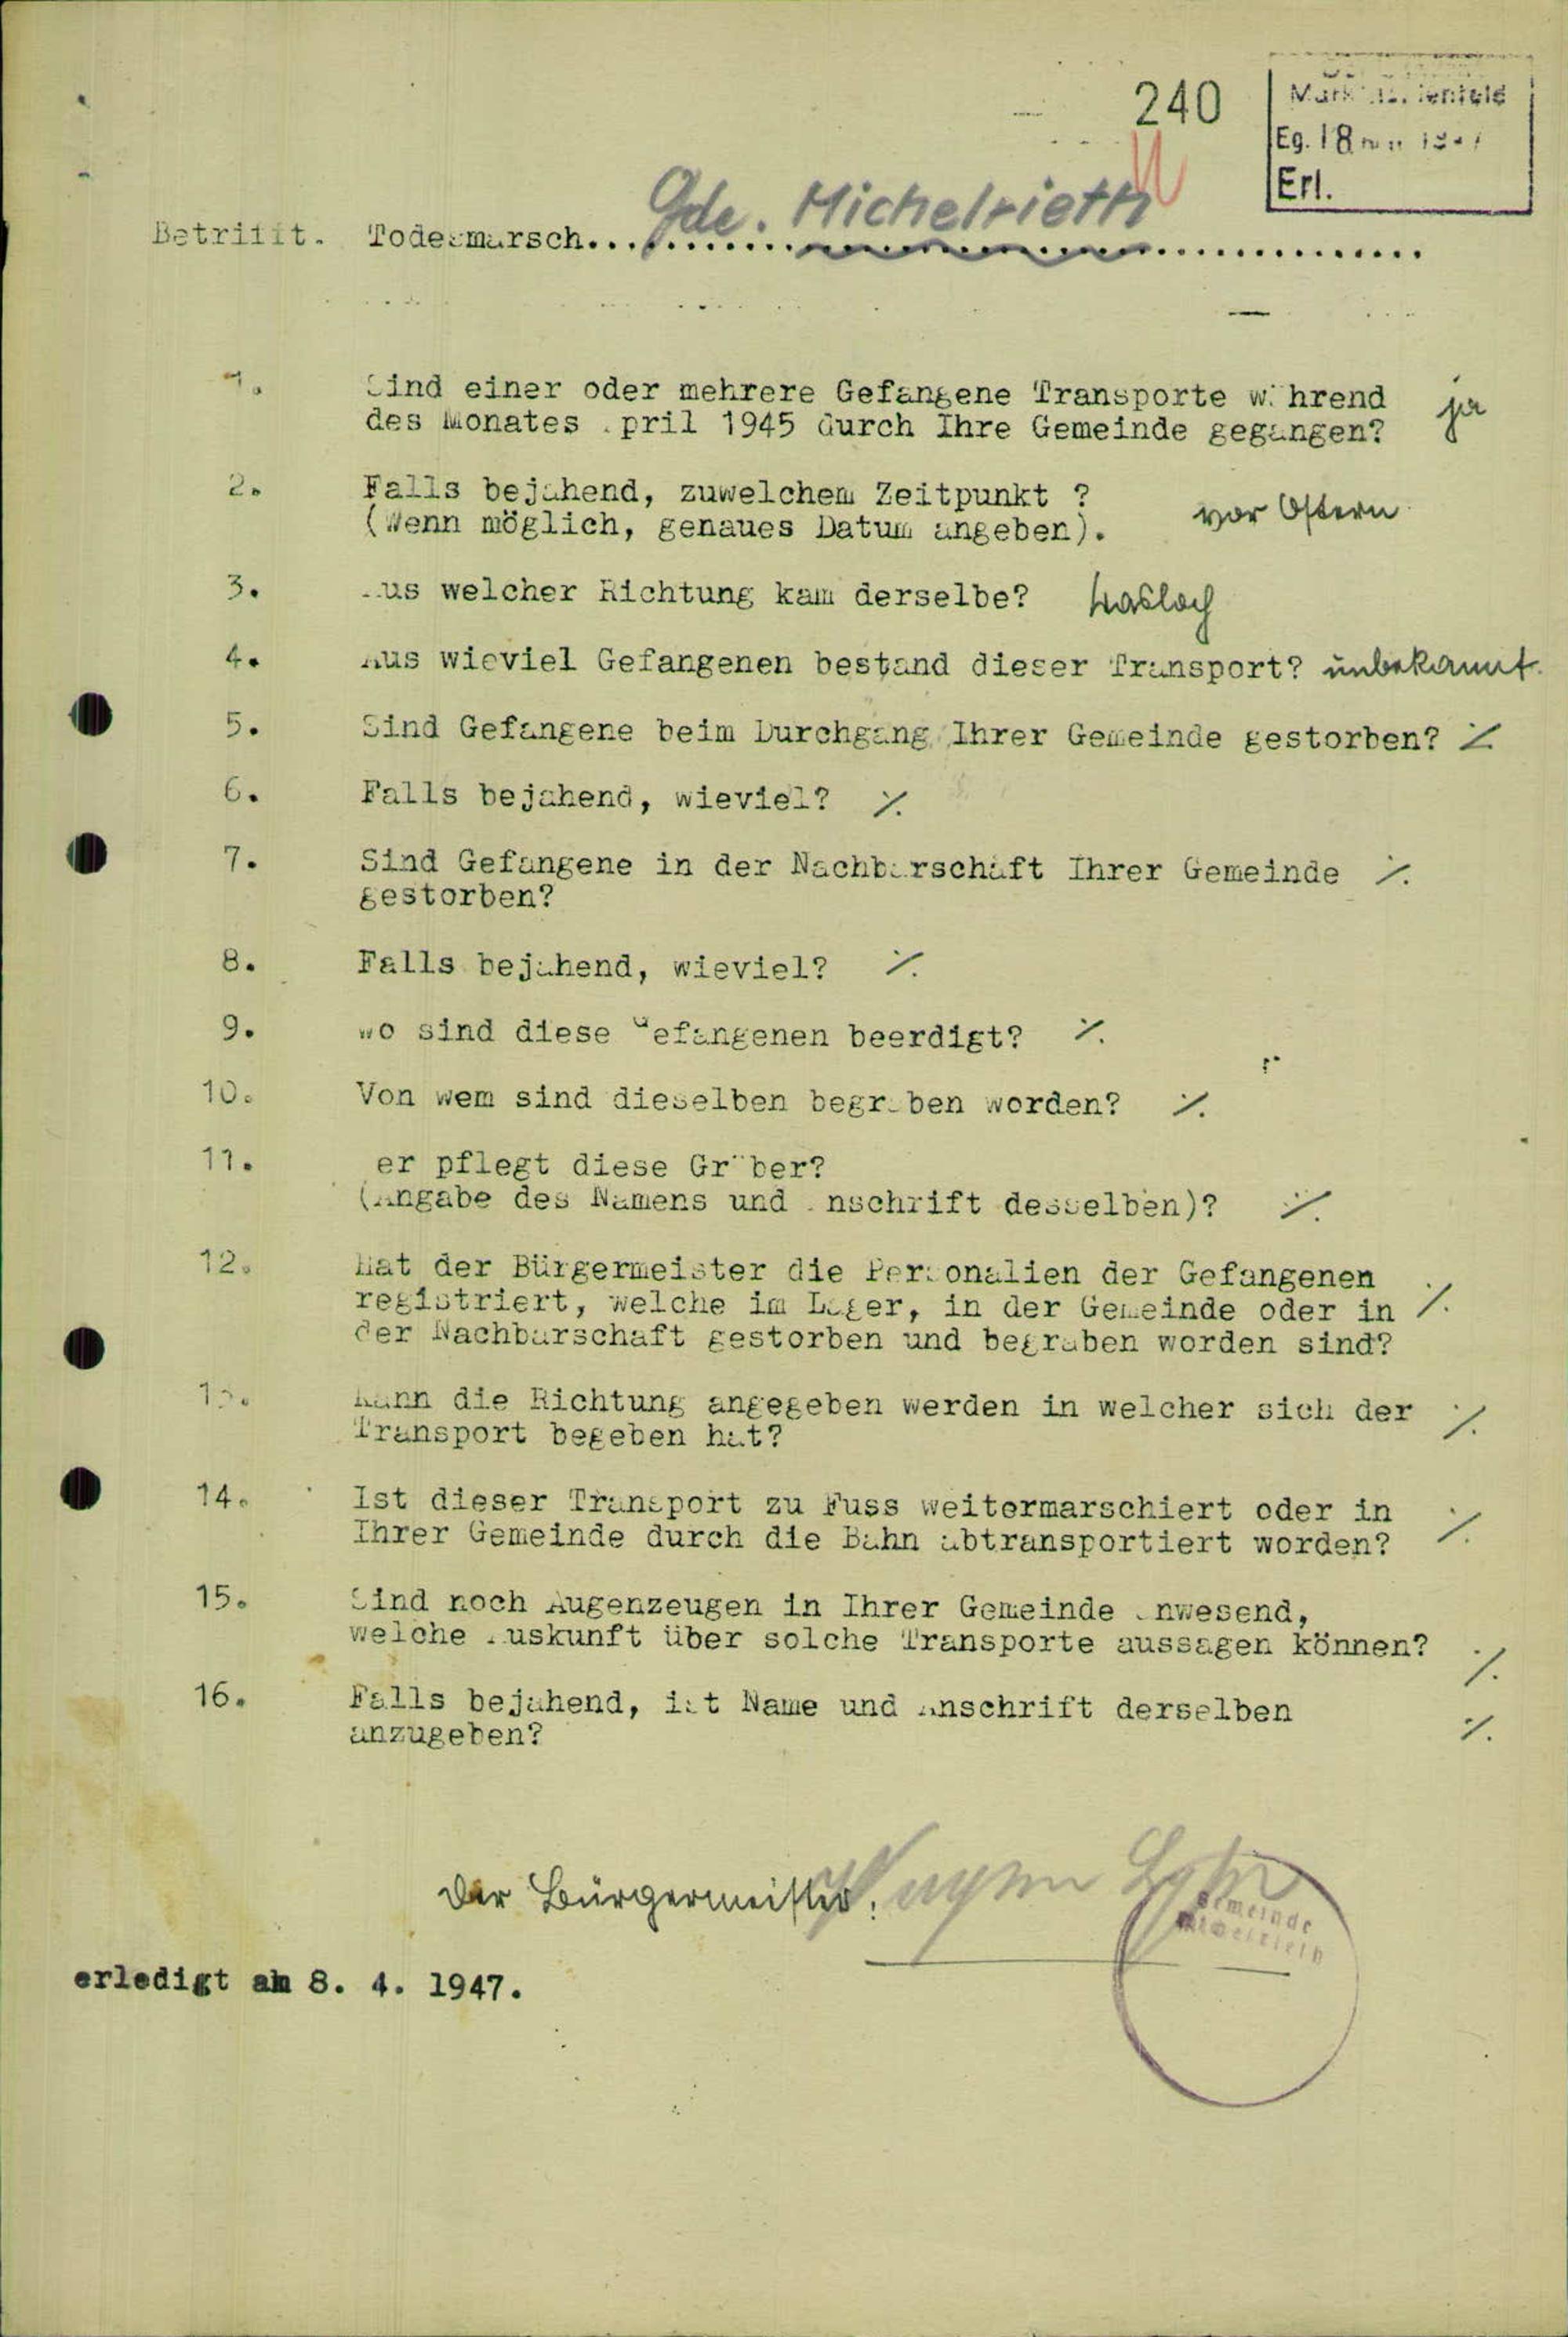 240
Eg. 18
Erl.
Betrifft. Todesmarsch.... Gde. Michelrieth ....
1. Sind einer oder mehrere Gefangene Transporte während ja
des Monates April 1945 durch Ihre Gemeinde gegangen?
2. Falls bejahend, zuwelchem Zeitpunkt ?
(Wenn möglich, genaues Datum angeben). vor Ostern
3. Aus welcher Richtung kam derselbe? Hasloch
4. Aus wieviel Gefangenen bestand dieser Transport? unbekannt.
5. Sind Gefangene beim Durchgang Ihrer Gemeinde gestorben? ./.
6. Falls bejahend, wieviel? ./.
7. Sind Gefangene in der Nachbarschaft Ihrer Gemeinde ./.
gestorben?
8. Falls bejahend, wieviel? ./.
9. Wo sind diese Gefangenen beerdigt? ./.
10. Von wem sind dieselben begraben worden? ./.
11. Wer pflegt diese Gräber?
(Angabe des Namens und Anschrift desselben)? ./.
12. Hat der Bürgermeister die Personalien der Gefangenen
registriert, welche im Lager, in der Gemeinde oder in ./.
der Nachbarschaft gestorben und begraben worden sind?
13. Kann die Richtung angegeben werden in welcher sich der ./.
Transport begeben hat?
14. Ist dieser Transport zu Fuss weitermarschiert oder in
Ihrer Gemeinde durch die Bahn abtransportiert worden? ./.
15. Sind noch Augenzeugen in Ihrer Gemeinde anwesend,
welche Auskunft über solche Transporte aussagen können? ./.
16. Falls bejahend, ist Name und Anschrift derselben
anzugeben? ./.
Der Bürgermeister:
Gemeinde
Michelrieth
erledigt am 8. 4. 1947.